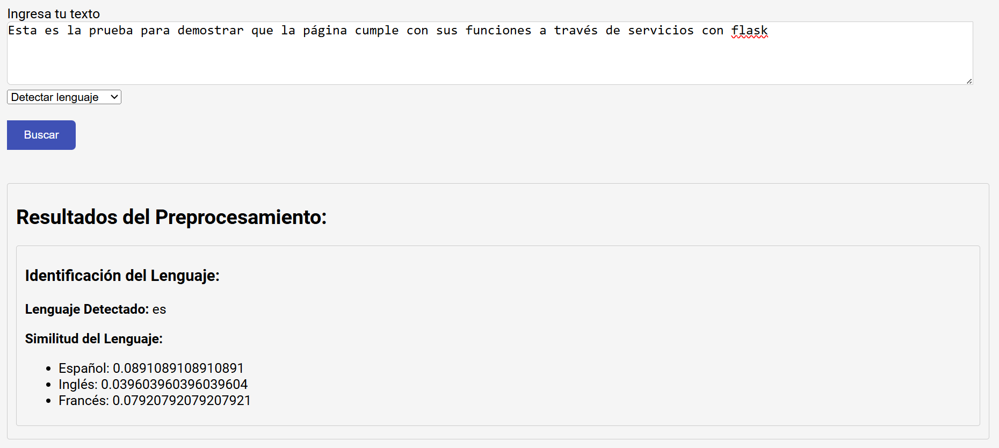 Ingresa tu texto
Esta es la prueba para demostrar que la página cumple con sus funciones a través de servicios con flask
Detectar lenguaje
Buscar
Resultados del Preprocesamiento:
Identificación del Lenguaje:
Lenguaje Detectado: es
Similitud del Lenguaje:
• Español: 0.0891089108910891
• Inglés: 0.039603960396039604
• Francés: 0.07920792079207921